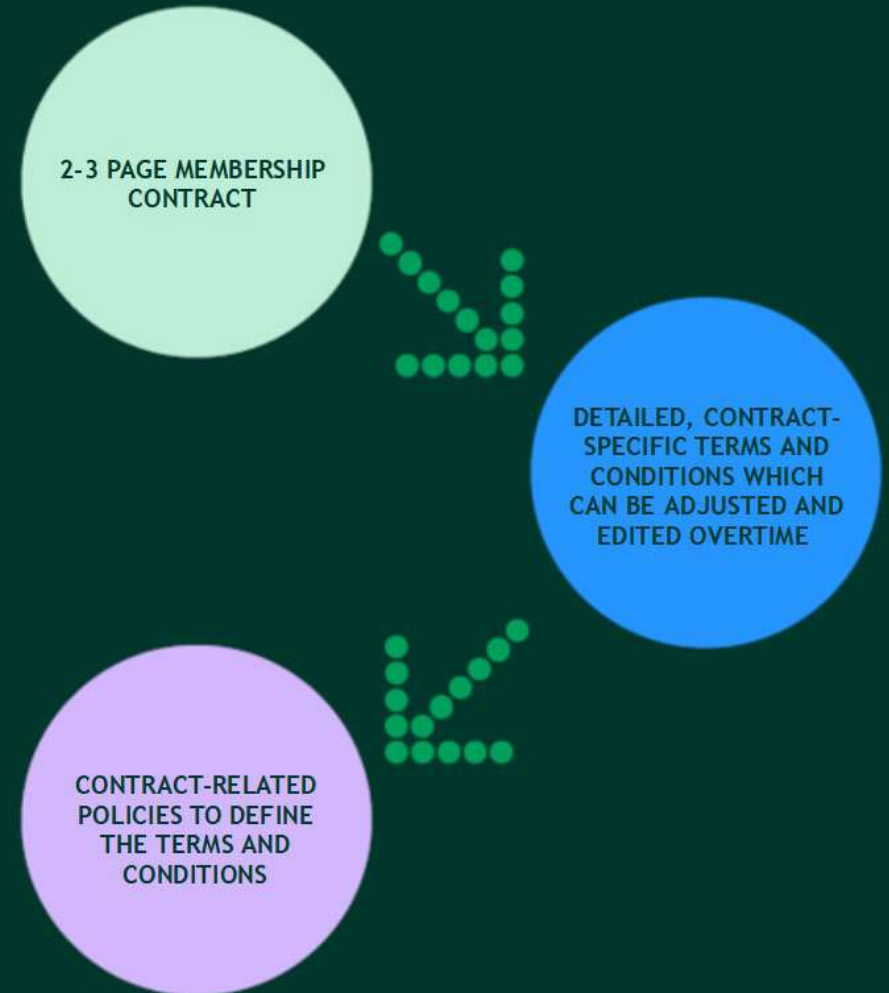 2-3 PAGE MEMBERSHIP
CONTRACT
DETAILED, CONTRACT-
SPECIFIC TERMS AND
CONDITIONS WHICH
CAN BE ADJUSTED AND
EDITED OVERTIME
CONTRACT-RELATED
POLICIES TO DEFINE
THE TERMS AND
CONDITIONS